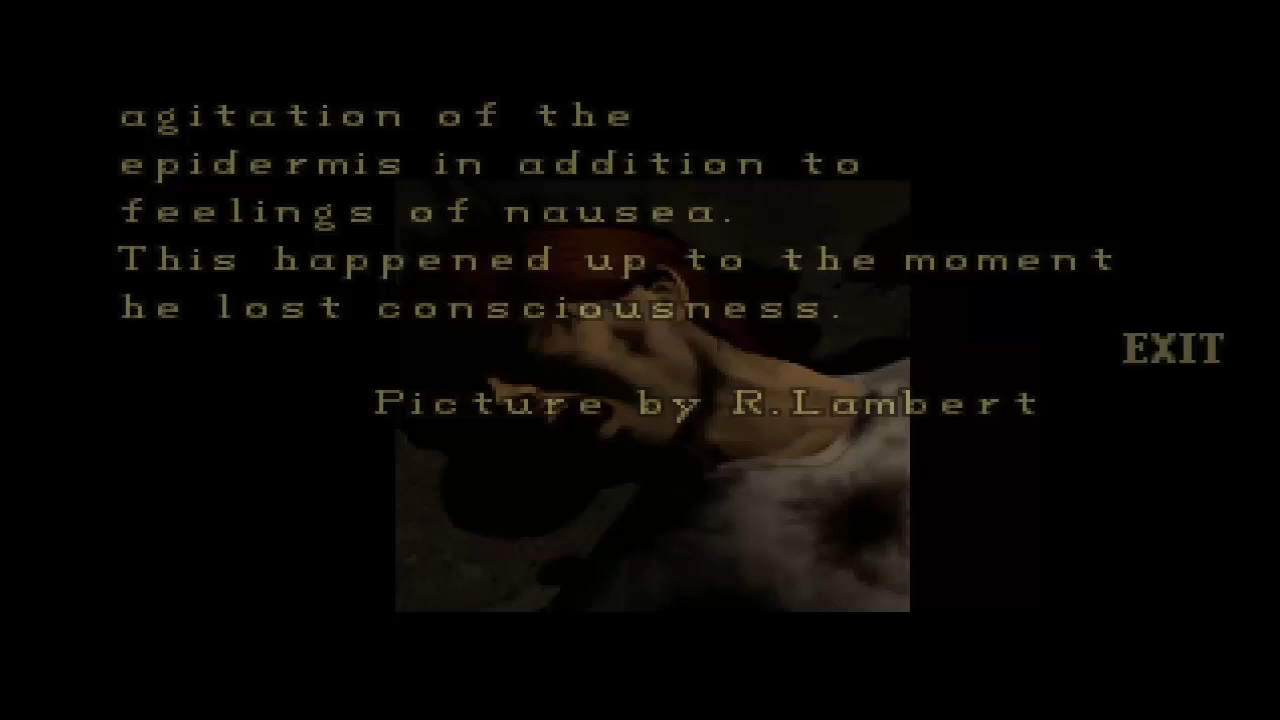 agitation of the
epidermis in addition to
feelings of nausea.
This happened up to the moment
he lost consciousness.
EXIT
Picture by R.Lambert